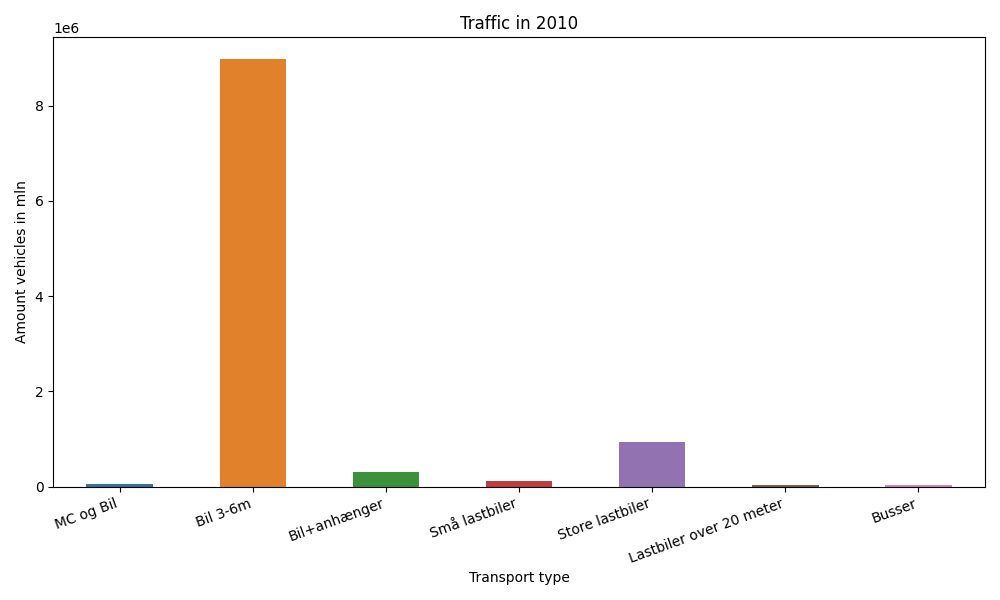 Traffic in 2010
1e6
Amount vehicles in mln
8
6
4
2
0
MC og Bil
Bil 3-6m
Bil+anhænger
Små lastbiler
Store lastbiler
Lastbiler over 20 meter
Busser
Transport type